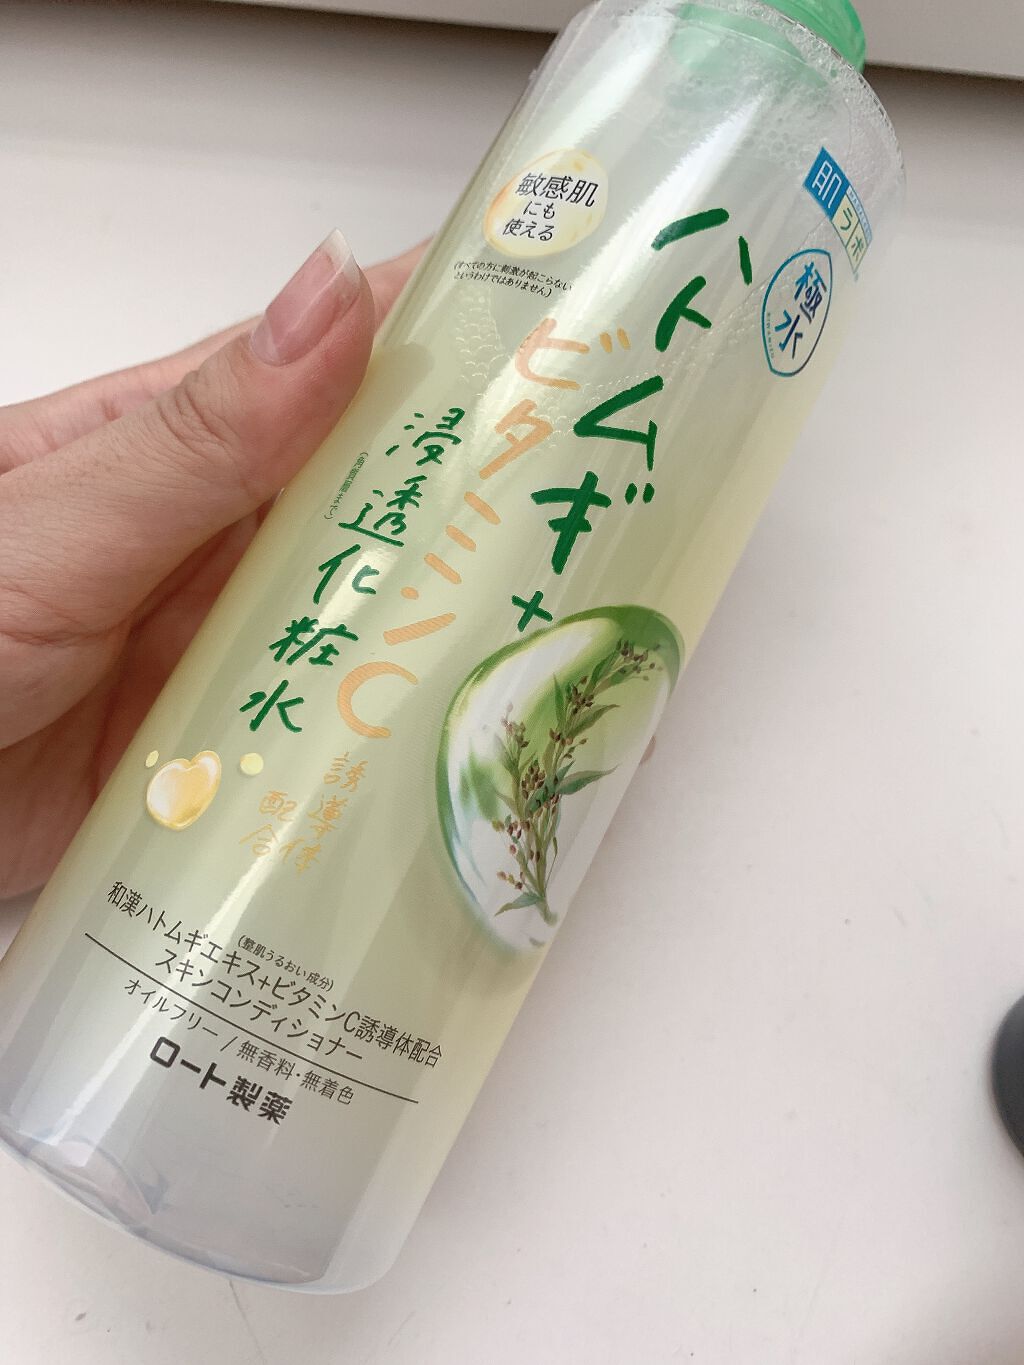 肌ラボ
極水
ハトムギ+
ビタミンC
誘導体
配合
浸透化粧水
(角質層まで)
敏感肌
にも
使える
(すべての方に刺激が起こらない
というわけではありません)
和漢ハトムギエキス+ビタミンC誘導体配合
(整肌うるおい成分)
スキンコンディショナー
オイルフリー / 無香料・無着色
ロート製薬